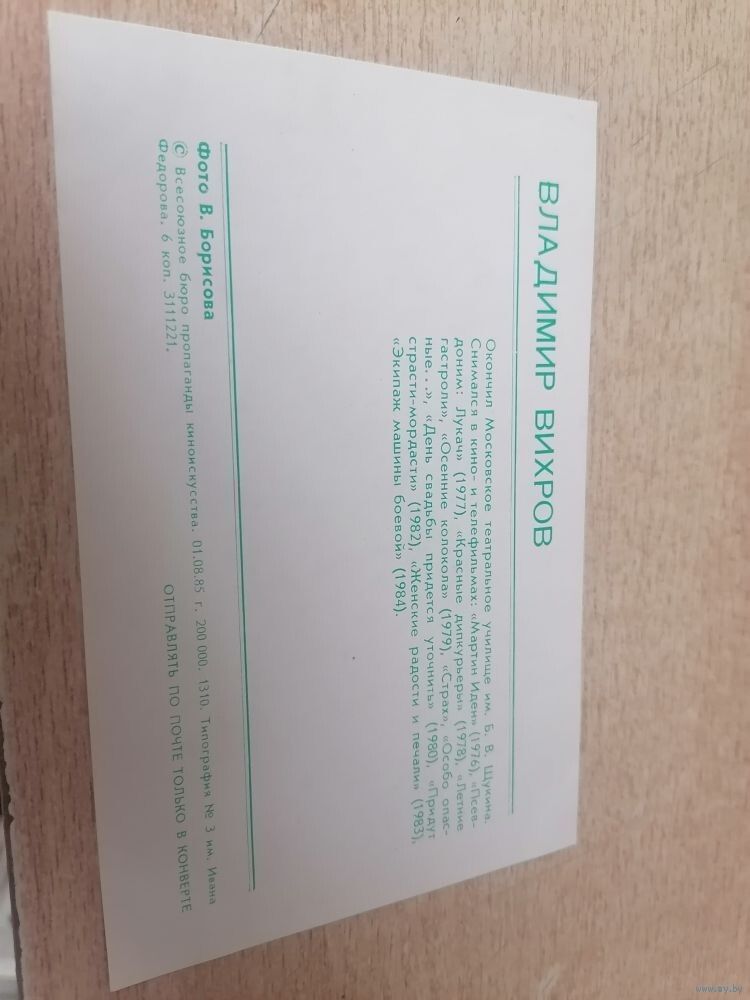 ВЛАДИМИР ВИХРОВ
Окончил Московское театральное училище им. Б. В. Щукина.
Снимался в кино- и телефильмах: «Мартин Иден» (1976), «Псев-
доним: Лукач» (1977), «Красные дипкурьеры» (1978), «Летние
гастроли», «Осенние колокола» (1979), «Страх», «Особо опас-
ные...», «День свадьбы придется уточнить» (1980), «Придут
страсти-мордасти» (1982), «Женские радости и печали» (1983),
«Экипаж машины боевой» (1984).
Фото В. Борисова
© Всесоюзное бюро пропаганды киноискусства. 01.08.85 г. 200 000. 1310. Типография № 3 им. Ивана
Федорова. 6 коп. 3111221.
ОТПРАВЛЯТЬ ПО ПОЧТЕ ТОЛЬКО В КОНВЕРТЕ
www.ay.by